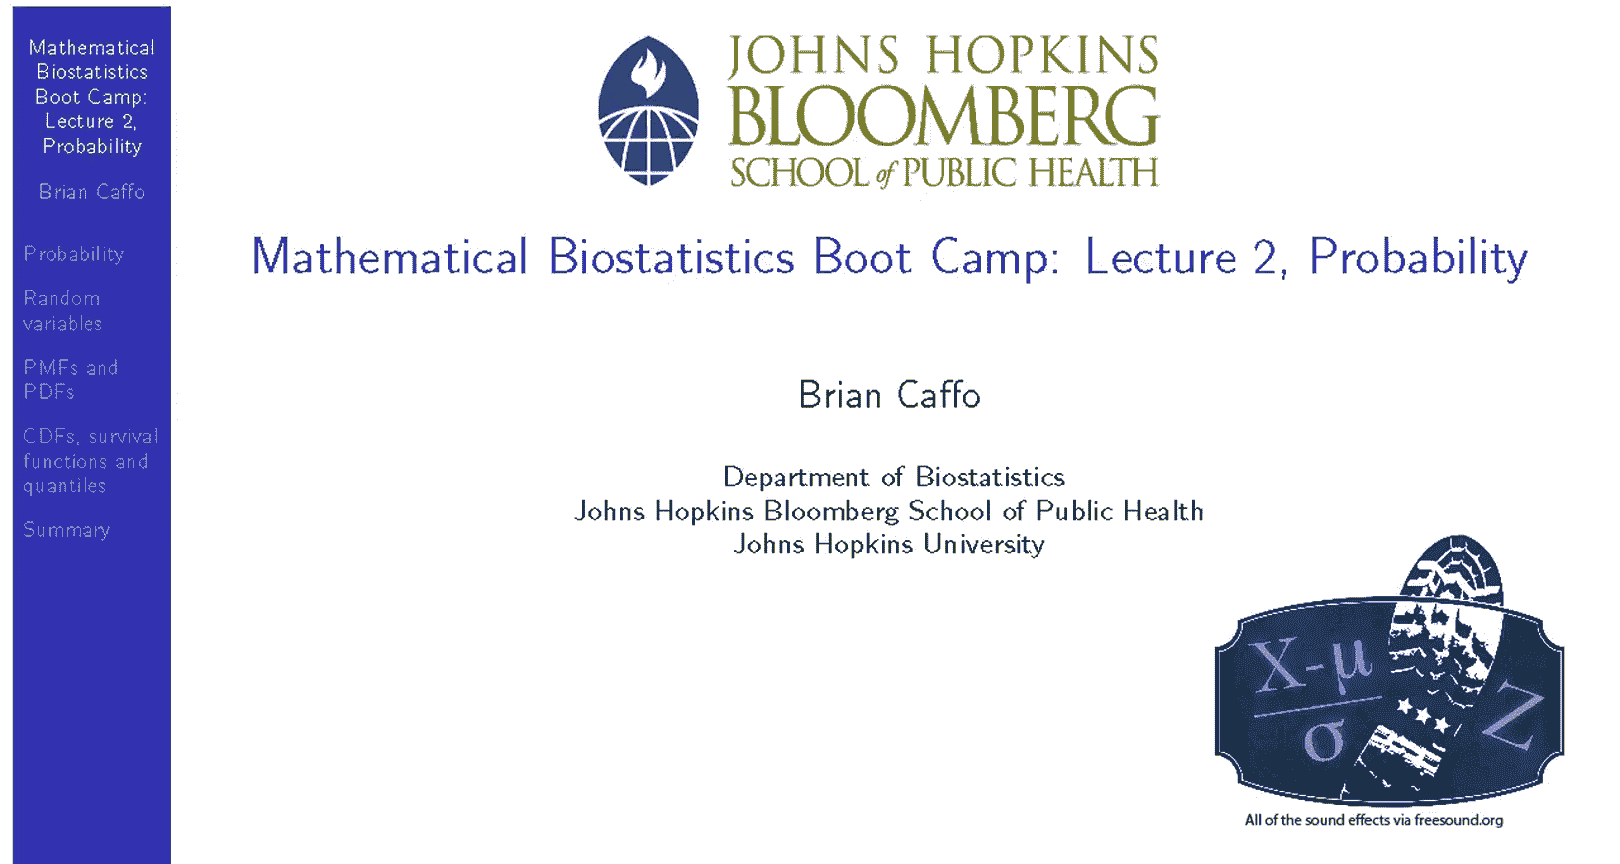 Mathematical
Biostatistics
Boot Camp:
Lecture 2,
Probability
Brian Caffo
Probability
Random
variables
PMFs and
PDFs
CDFs, survival
functions and
quantiles
Summary
JOHNS HOPKINS
BLOOMBERG
SCHOOL of PUBLIC HEALTH
Mathematical Biostatistics Boot Camp: Lecture 2, Probability
Brian Caffo
Department of Biostatistics
Johns Hopkins Bloomberg School of Public Health
Johns Hopkins University
X-μ
σ
Z
All of the sound effects via freesound.org